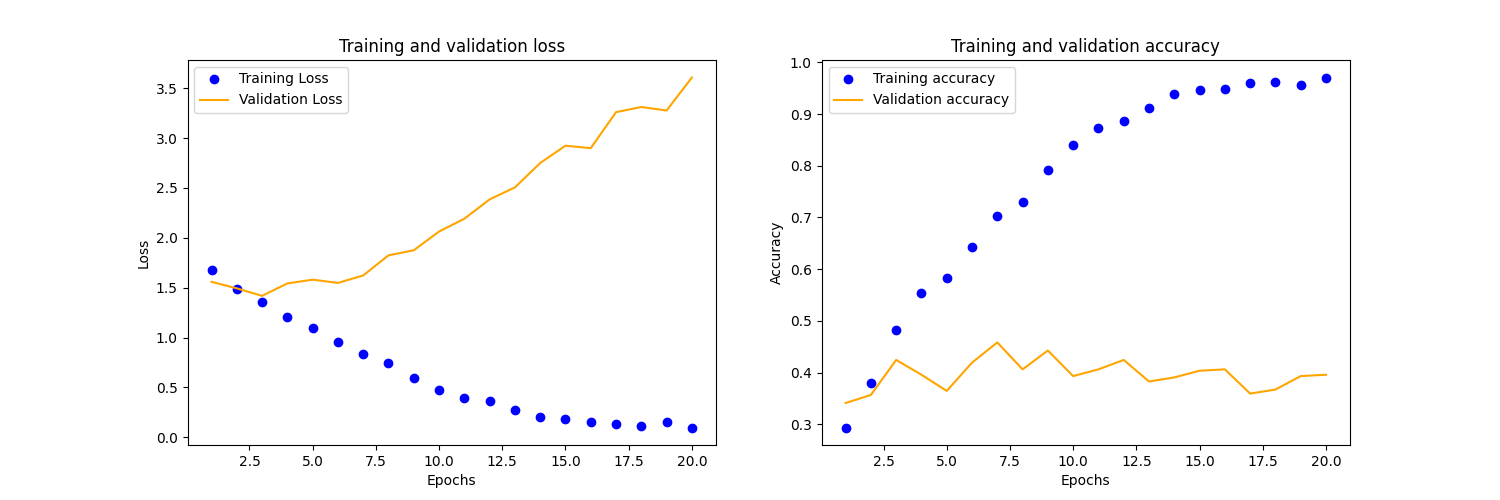 Training and validation loss
Training Loss
Validation Loss
Loss
3.5
3.0
2.5
2.0
1.5
1.0
0.5
0.0
2.5 5.0 7.5 10.0 12.5 15.0 17.5 20.0
Epochs
Training and validation accuracy
Training accuracy
Validation accuracy
Accuracy
1.0
0.9
0.8
0.7
0.6
0.5
0.4
0.3
2.5 5.0 7.5 10.0 12.5 15.0 17.5 20.0
Epochs